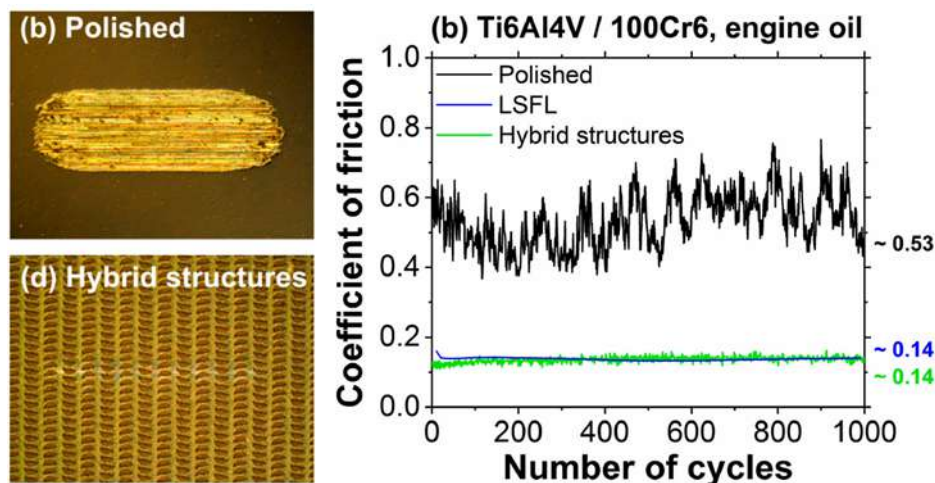 (b) Polished
(d) Hybrid structures
(b) Ti6Al4V / 100Cr6, engine oil
Polished
LSFL
Hybrid structures
Coefficient of friction
1.0
0.8
0.6
0.4
0.2
0.0
~ 0.53
~ 0.14
~ 0.14
0 200 400 600 800 1000
Number of cycles